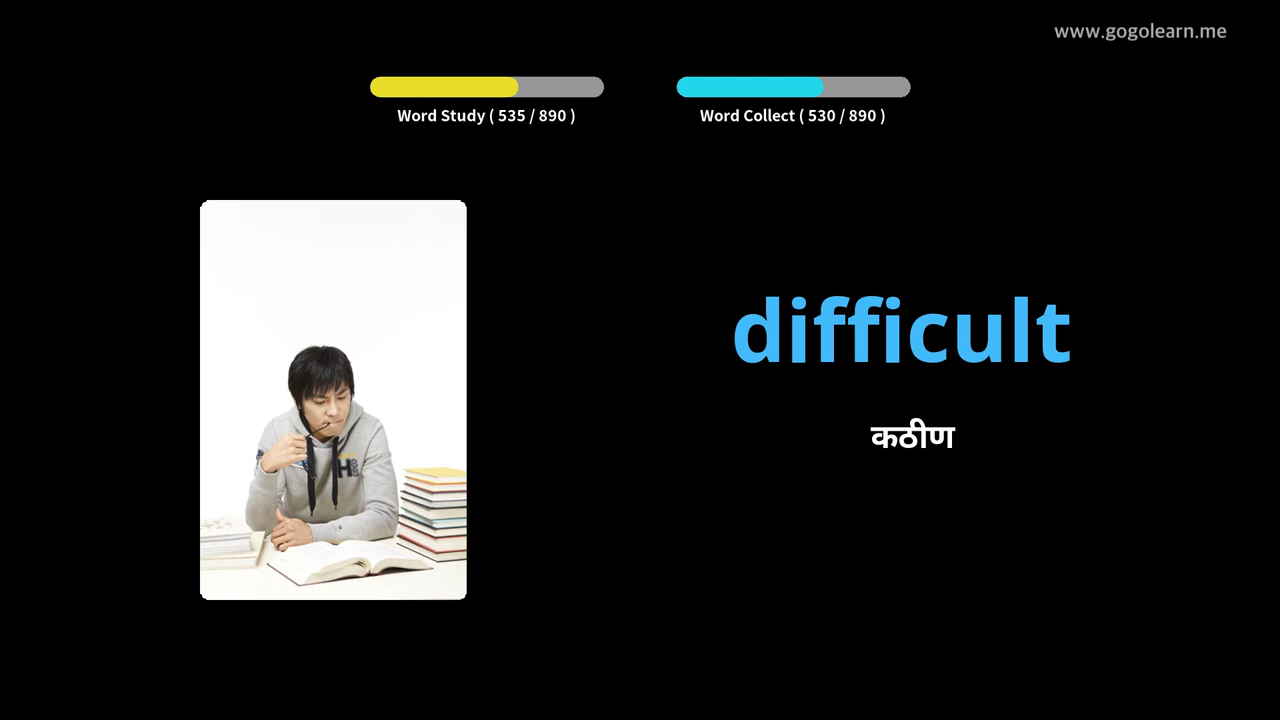 www.gogolearn.me
Word Study ( 535 / 890 )
Word Collect ( 530 / 890 )
difficult
कठीण
H